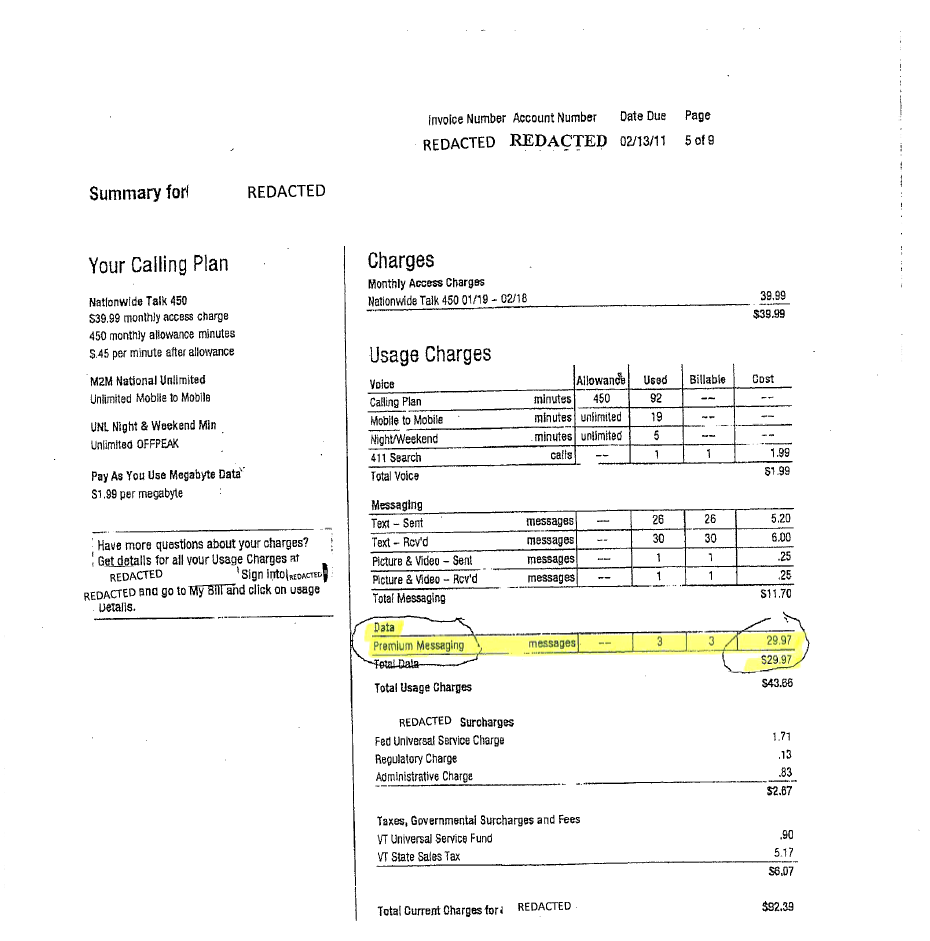 Invoice Number Account Number Date Due Page
REDACTED REDACTED 02/13/11 5 of 9
Summary for REDACTED
Your Calling Plan
Nationwide Talk 450
$39.99 monthly access charge
450 monthly allowance minutes
$.45 per minute after allowance
M2M National Unlimited
Unlimited Mobile to Mobile
UNL Night & Weekend Min
Unlimited OFFPEAK
Pay As You Use Megabyte Data
$1.99 per megabyte
Have more questions about your charges?
Get details for all your Usage Charges at
REDACTED Sign into REDACTED
REDACTED and go to My Bill and click on usage
Details.
Charges
Monthly Access Charges
Nationwide Talk 450 01/19 – 02/18 39.99
$39.99
Usage Charges
Voice Allowance Used Billable Cost
Calling Plan minutes 450 92 -- --
Mobile to Mobile minutes unlimited 19 -- --
Night/Weekend minutes unlimited 5 -- --
411 Search calls -- 1 1 1.99
Total Voice $1.99
Messaging
Text – Sent messages -- 26 26 5.20
Text – Rcv'd messages -- 30 30 6.00
Picture & Video – Sent messages -- 1 1 .25
Picture & Video – Rcv'd messages -- 1 1 .25
Total Messaging $11.70
Data
Premium Messaging messages -- 3 3 29.97
Total Data $29.97
Total Usage Charges $43.66
REDACTED Surcharges
Fed Universal Service Charge 1.71
Regulatory Charge .13
Administrative Charge .83
$2.67
Taxes, Governmental Surcharges and Fees
VT Universal Service Fund .90
VT State Sales Tax 5.17
$6.07
Total Current Charges for REDACTED $92.39